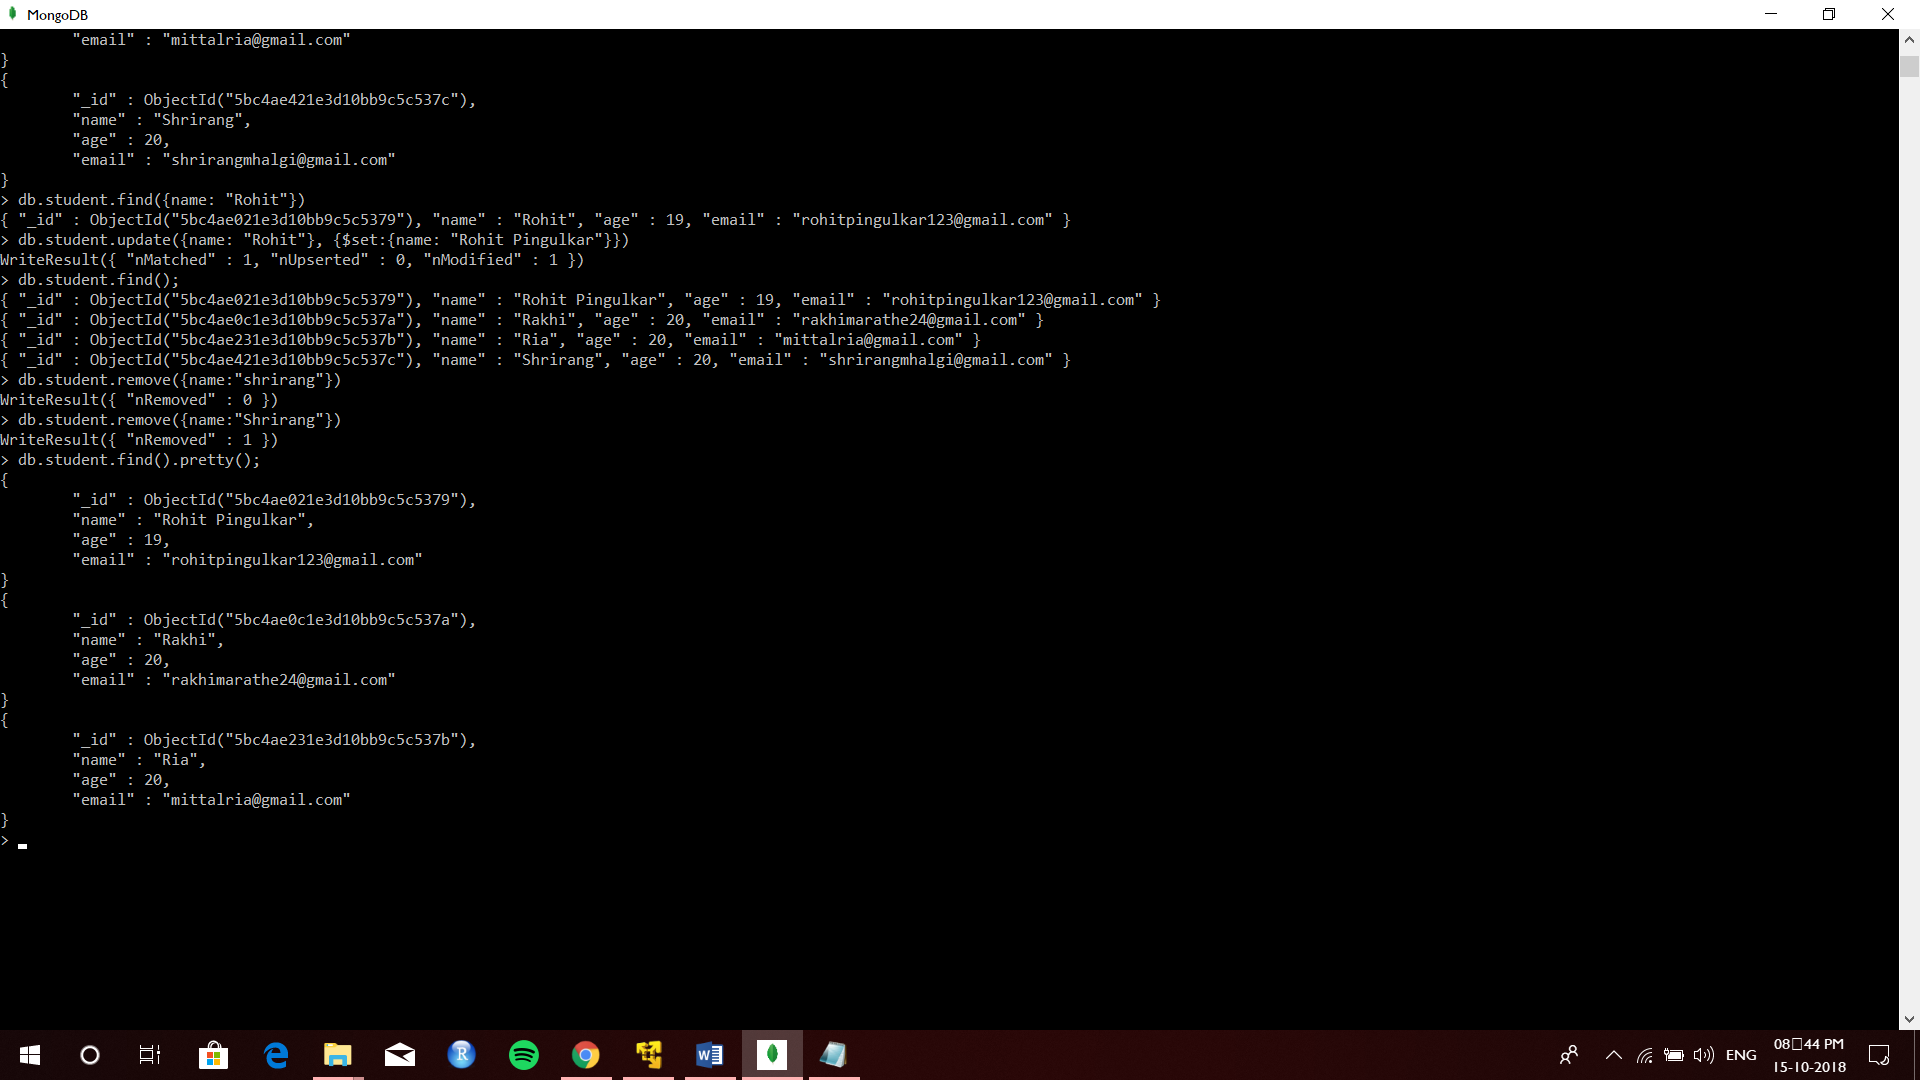 MongoDB
"email" : "mittalria@gmail.com"
}
{
"_id" : ObjectId("5bc4ae421e3d10bb9c5c537c"),
"name" : "Shrirang",
"age" : 20,
"email" : "shrirangmhalgi@gmail.com"
}
> db.student.find({name: "Rohit"})
{ "_id" : ObjectId("5bc4ae021e3d10bb9c5c5379"), "name" : "Rohit", "age" : 19, "email" : "rohitpingulkar123@gmail.com" }
> db.student.update({name: "Rohit"}, {$set:{name: "Rohit Pingulkar"}})
WriteResult({ "nMatched" : 1, "nUpserted" : 0, "nModified" : 1 })
> db.student.find();
{ "_id" : ObjectId("5bc4ae021e3d10bb9c5c5379"), "name" : "Rohit Pingulkar", "age" : 19, "email" : "rohitpingulkar123@gmail.com" }
{ "_id" : ObjectId("5bc4ae0c1e3d10bb9c5c537a"), "name" : "Rakhi", "age" : 20, "email" : "rakhimarathe24@gmail.com" }
{ "_id" : ObjectId("5bc4ae231e3d10bb9c5c537b"), "name" : "Ria", "age" : 20, "email" : "mittalria@gmail.com" }
{ "_id" : ObjectId("5bc4ae421e3d10bb9c5c537c"), "name" : "Shrirang", "age" : 20, "email" : "shrirangmhalgi@gmail.com" }
> db.student.remove({name:"shrirang"})
WriteResult({ "nRemoved" : 0 })
> db.student.remove({name:"Shrirang"})
WriteResult({ "nRemoved" : 1 })
> db.student.find().pretty();
{
"_id" : ObjectId("5bc4ae021e3d10bb9c5c5379"),
"name" : "Rohit Pingulkar",
"age" : 19,
"email" : "rohitpingulkar123@gmail.com"
}
{
"_id" : ObjectId("5bc4ae0c1e3d10bb9c5c537a"),
"name" : "Rakhi",
"age" : 20,
"email" : "rakhimarathe24@gmail.com"
}
{
"_id" : ObjectId("5bc4ae231e3d10bb9c5c537b"),
"name" : "Ria",
"age" : 20,
"email" : "mittalria@gmail.com"
}
>
ENG
08□44 PM
15-10-2018